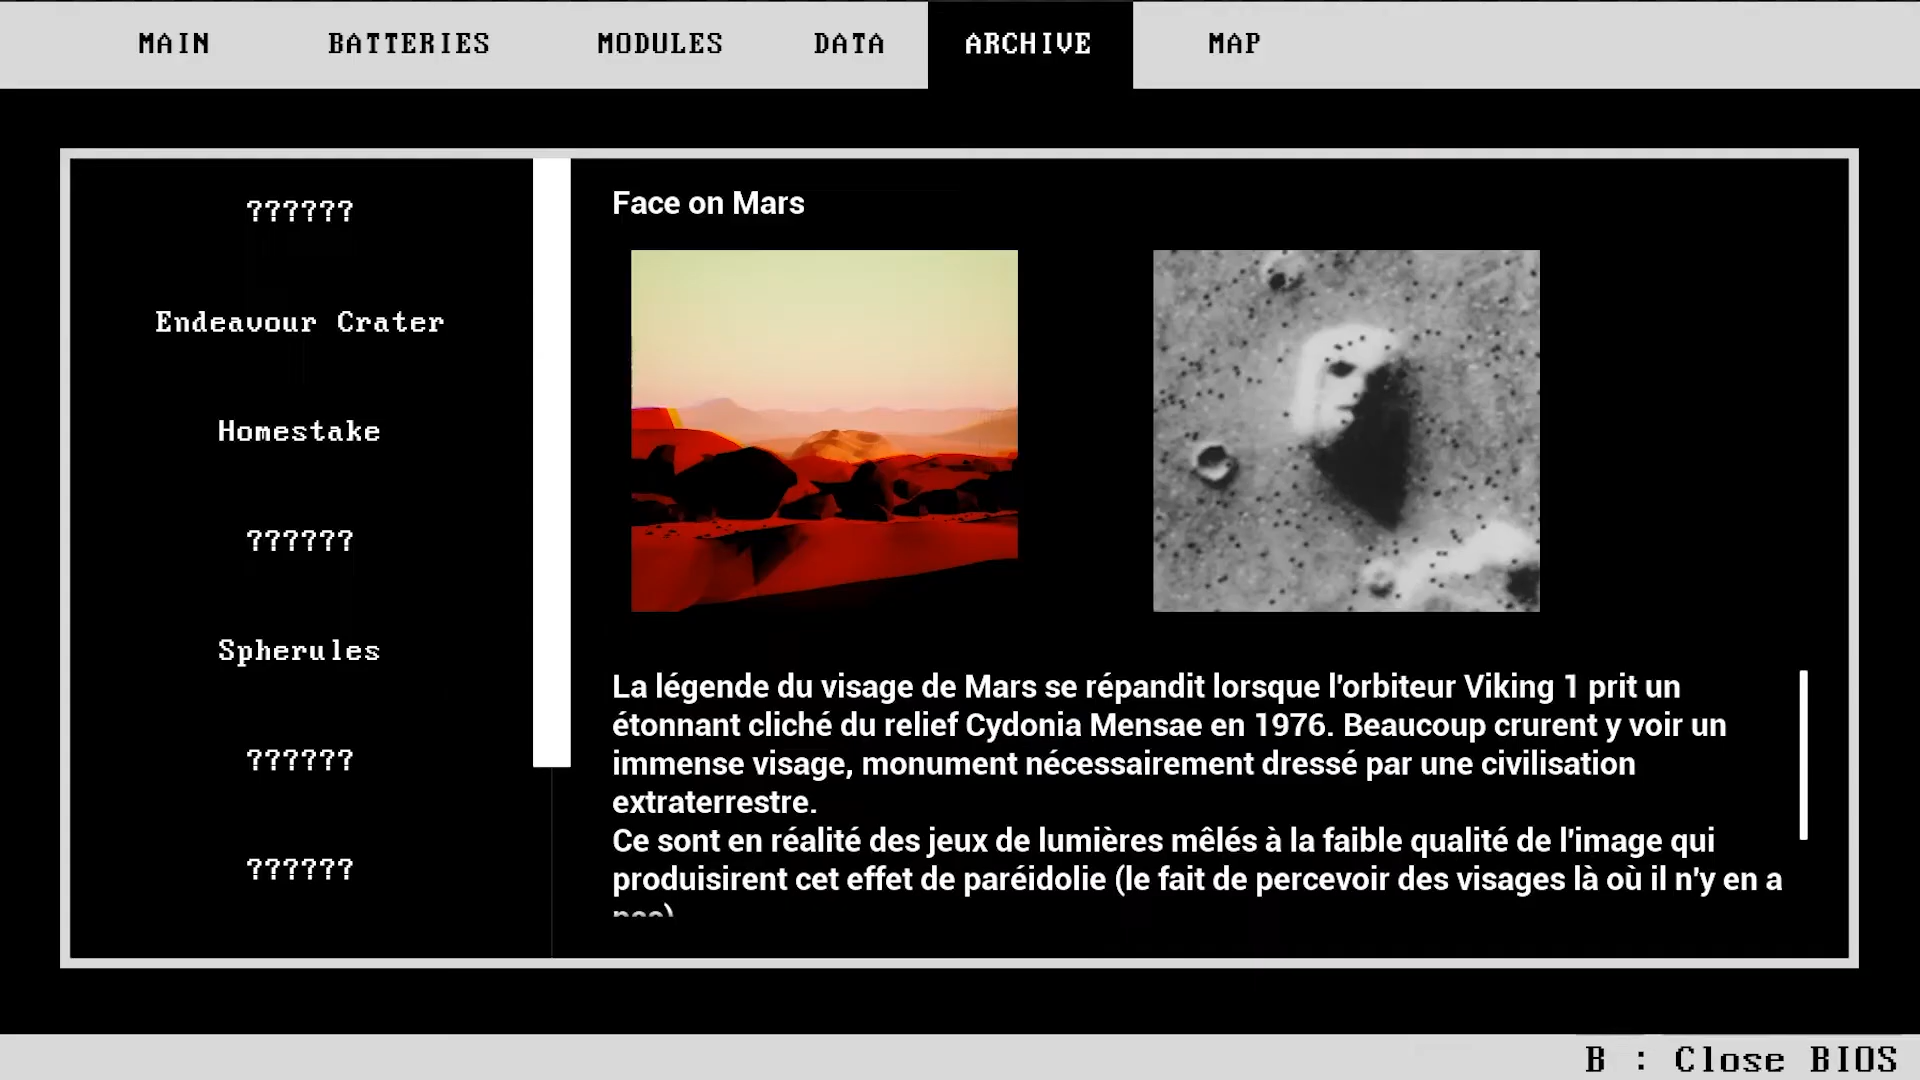 MAIN BATTERIES MODULES DATA ARCHIVE MAP
??????
Endeavour Crater
Homestake
??????
Spherules
??????
??????
Face on Mars
La légende du visage de Mars se répandit lorsque l'orbiteur Viking 1 prit un
étonnant cliché du relief Cydonia Mensae en 1976. Beaucoup crurent y voir un
immense visage, monument nécessairement dressé par une civilisation
extraterrestre.
Ce sont en réalité des jeux de lumières mêlés à la faible qualité de l'image qui
produisirent cet effet de paréidolie (le fait de percevoir des visages là où il n'y en a
B : Close BIOS